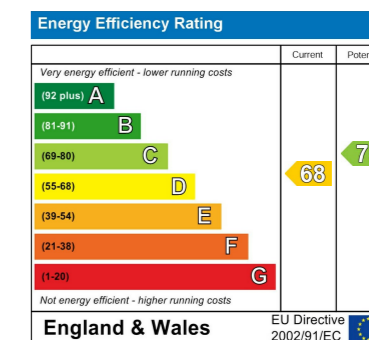 Energy Efficiency Rating
Current
Very energy efficient - lower running costs
(92 plus) A
(81-91) B
(69-80) C
(55-68) D
(39-54) E
(21-38) F
(1-20) G
68
7
Not energy efficient - higher running costs
England & Wales
EU Directive
2002/91/EC